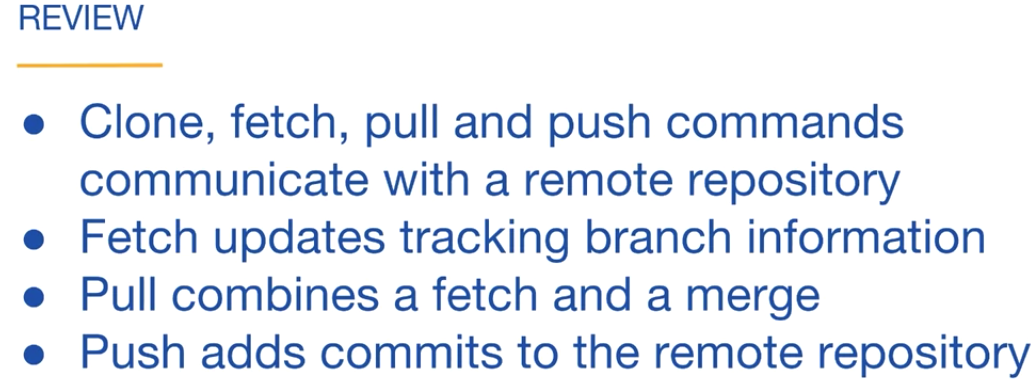 REVIEW
● Clone, fetch, pull and push commands
communicate with a remote repository
● Fetch updates tracking branch information
● Pull combines a fetch and a merge
● Push adds commits to the remote repository